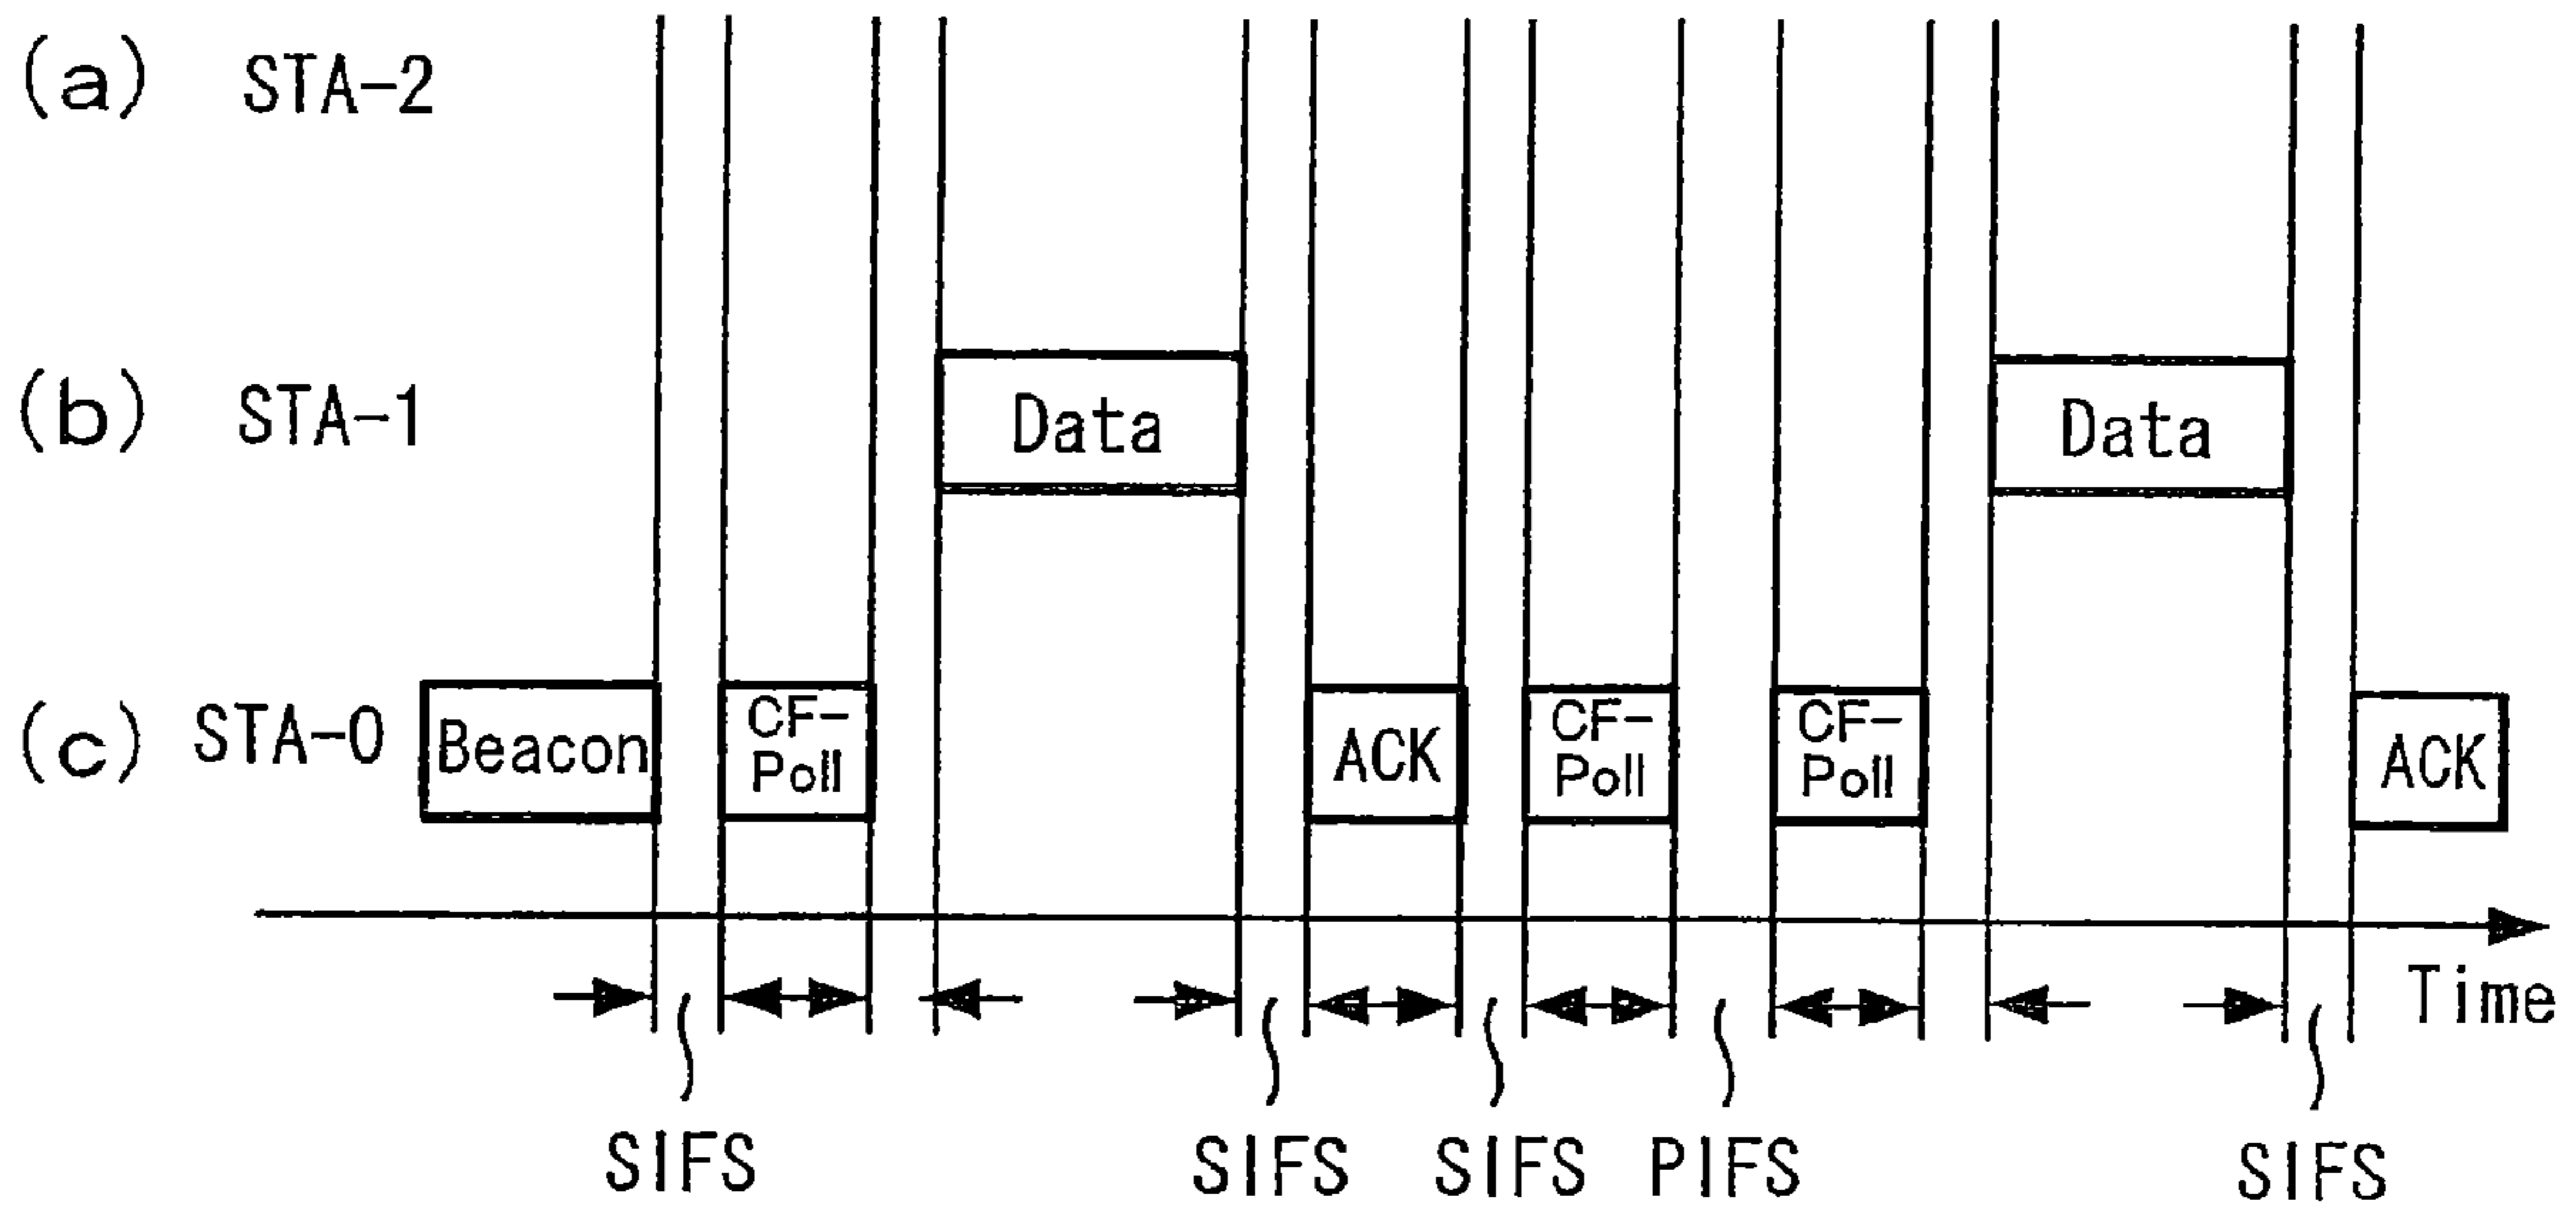 (a) STA-2
(b) STA-1 Data Data
(c) STA-0 Beacon CF-Poll ACK CF-Poll CF-Poll ACK
Time
SIFS SIFS SIFS PIFS SIFS